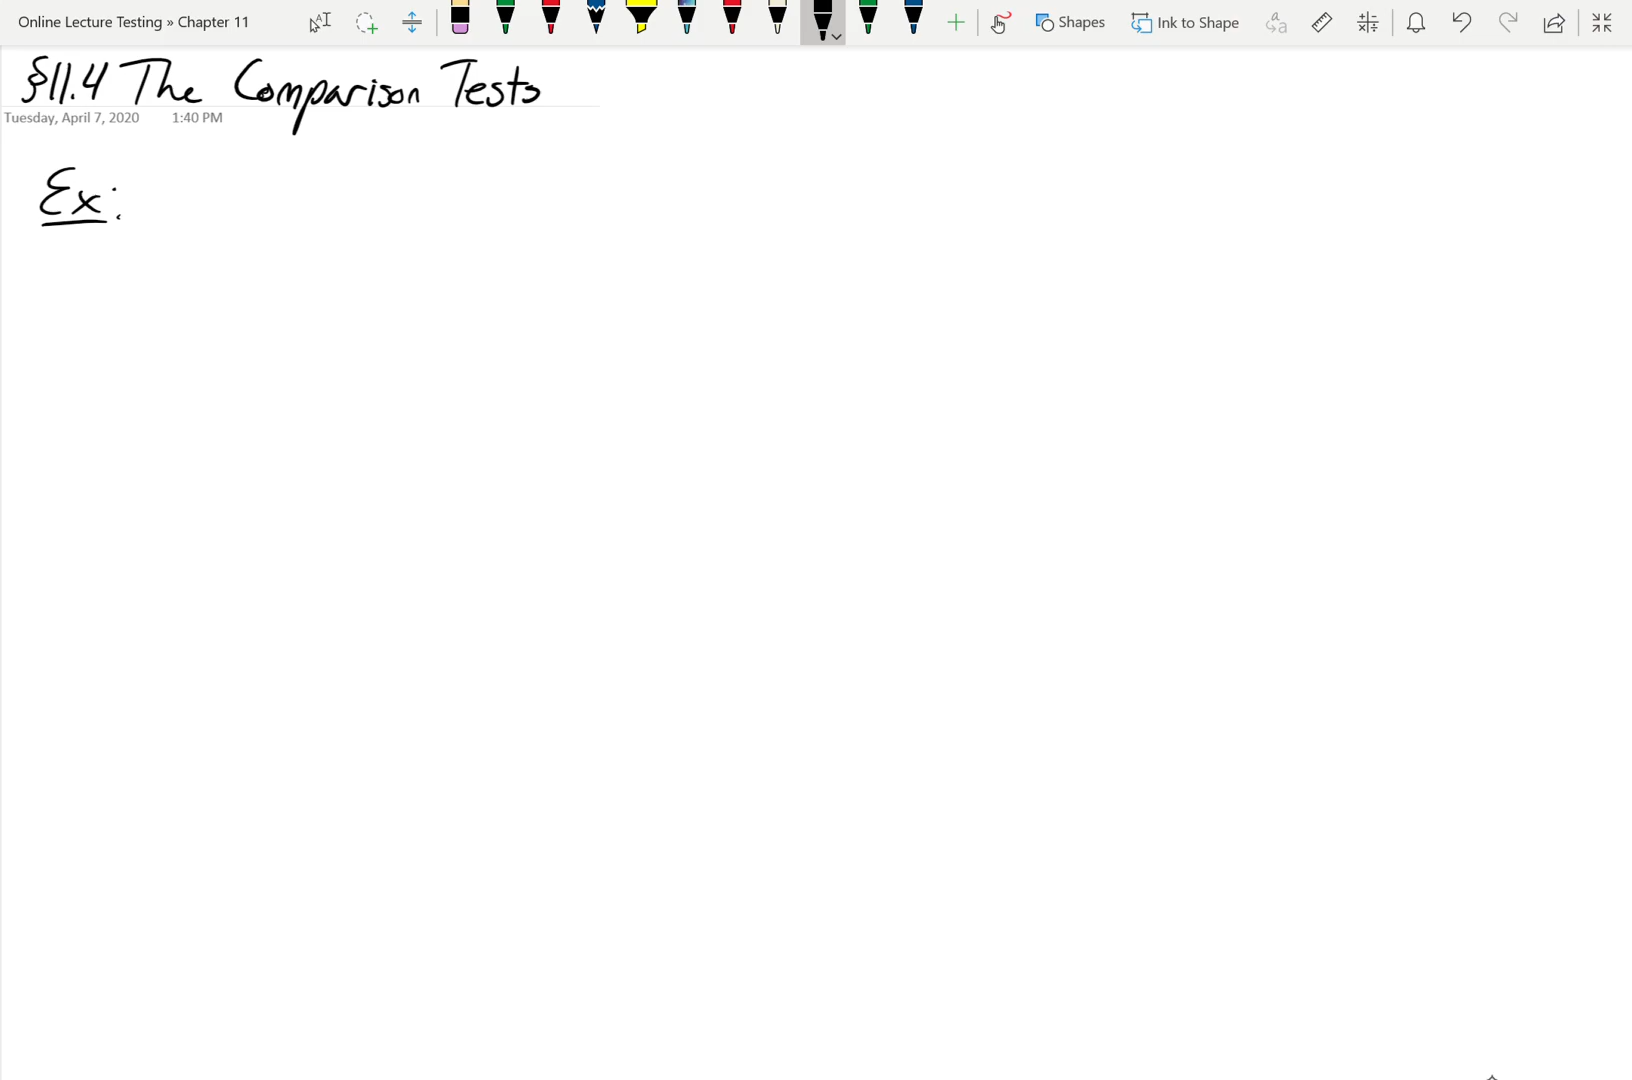 Online Lecture Testing » Chapter 11
Shapes
Ink to Shape
§11.4 The Comparison Tests
Tuesday, April 7, 2020 1:40 PM
Ex: